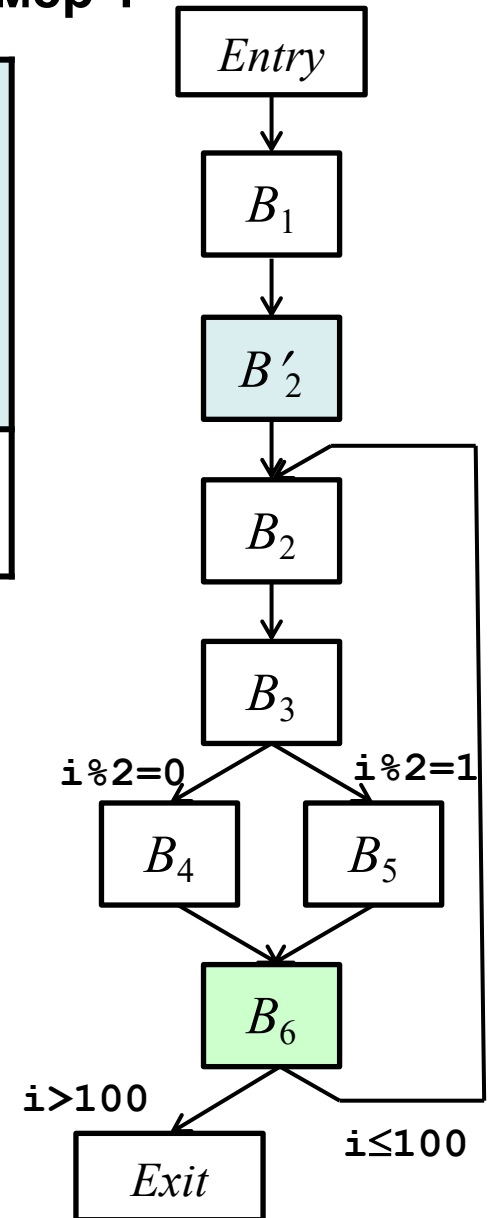 Entry
B₁
B′₂
B₂
B₃
i%2=0 i%2=1
B₄ B₅
B₆
i>100
i≤100
Exit